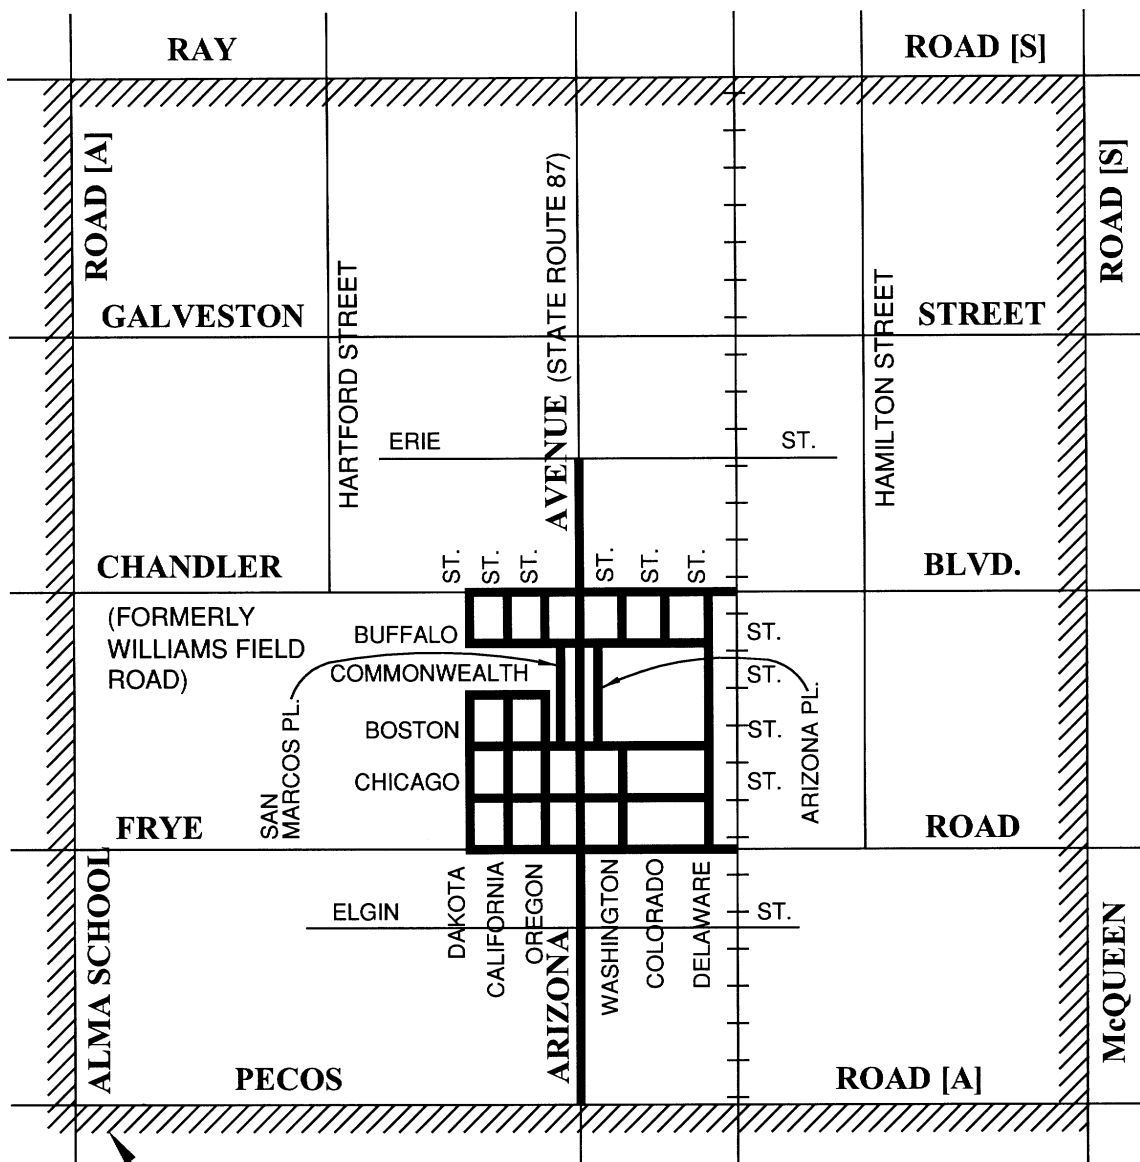 RAY
ROAD [S]
ROAD [A]
ROAD [S]
AVENUE (STATE ROUTE 87)
GALVESTON
STREET
HARTFORD STREET
HAMILTON STREET
ERIE
ST.
CHANDLER
ST.
ST.
ST.
ST.
ST.
ST.
BLVD.
(FORMERLY
WILLIAMS FIELD
ROAD)
BUFFALO
ST.
COMMONWEALTH
ST.
BOSTON
ST.
CHICAGO
ST.
SAN
MARCOS PL.
ARIZONA PL.
FRYE
ROAD
ALMA SCHOOL
DAKOTA
CALIFORNIA
OREGON
ARIZONA
WASHINGTON
COLORADO
DELAWARE
ELGIN
ST.
McQUEEN
PECOS
ROAD [A]